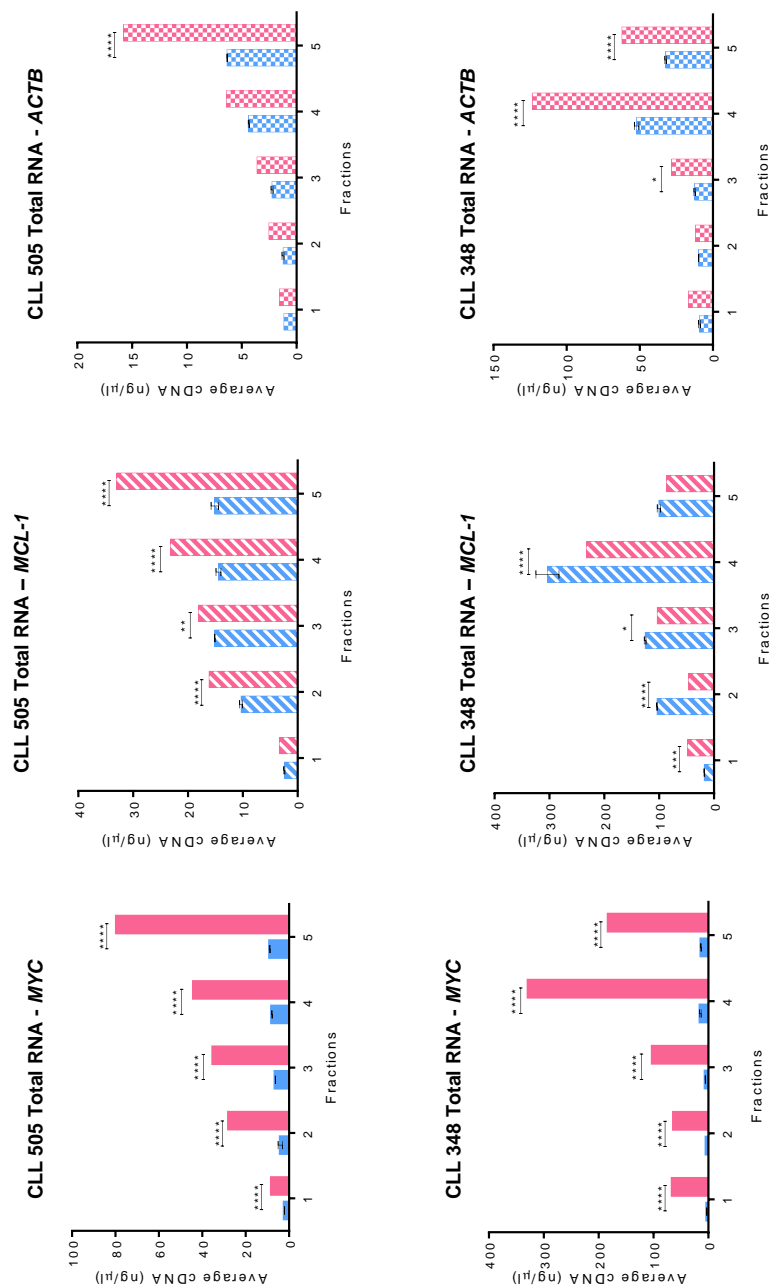 CLL 505 Total RNA - MYC
Average cDNA (ng/µl)
100
80
60
40
20
0
****
****
****
****
****
1 2 3 4 5
Fractions
CLL 505 Total RNA – MCL-1
Average cDNA (ng/µl)
40
30
20
10
0
****
**
****
****
1 2 3 4 5
Fractions
CLL 505 Total RNA - ACTB
Average cDNA (ng/µl)
20
15
10
5
0
****
1 2 3 4 5
Fractions
CLL 348 Total RNA - MYC
Average cDNA (ng/µl)
400
300
200
100
0
****
****
****
****
****
1 2 3 4 5
Fractions
CLL 348 Total RNA – MCL-1
Average cDNA (ng/µl)
400
300
200
100
0
***
****
*
****
1 2 3 4 5
Fractions
CLL 348 Total RNA - ACTB
Average cDNA (ng/µl)
150
100
50
0
*
****
****
1 2 3 4 5
Fractions